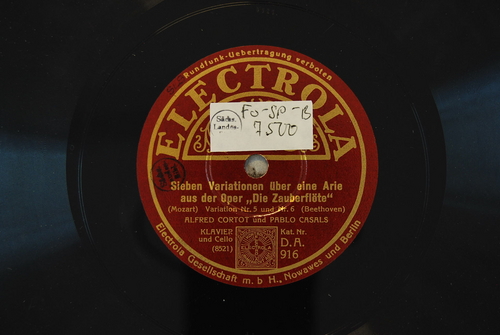 Rundfunk-Uebertragung verboten
ELECTROLA
Fo-SP-B
7500
Sächs.
Landes-
Sieben Variationen über eine Arie
aus der Oper „Die Zauberflöte"
(Mozart) Variation Nr. 5 und Nr. 6 (Beethoven)
ALFRED CORTOT und PABLO CASALS
KLAVIER
und Cello
(8521)
Kat. Nr.
D.A.
916
Electrola Gesellschaft m. b H., Nowawes und Berlin